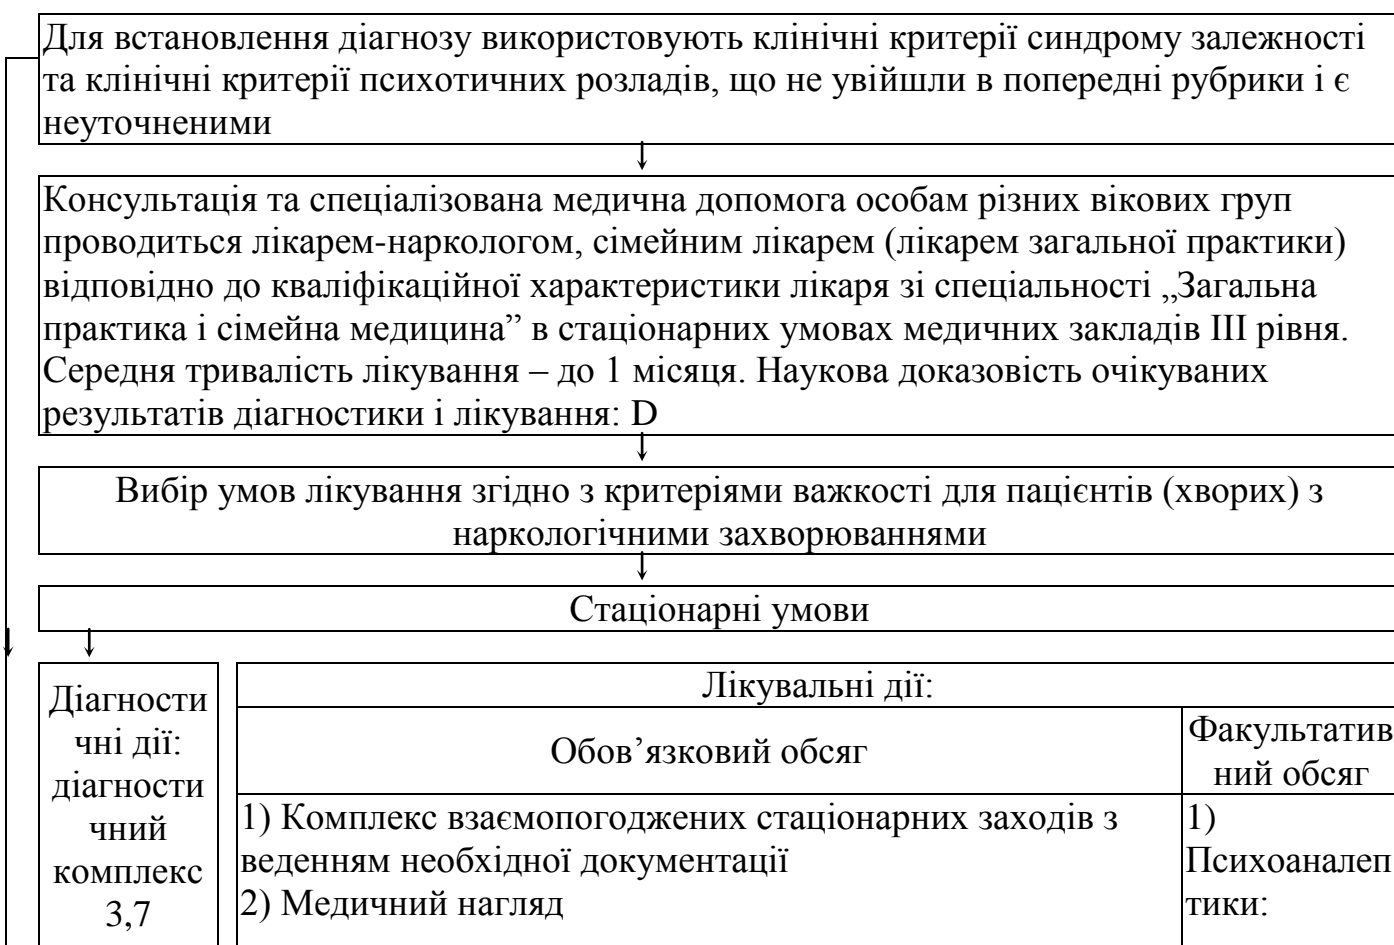 Для встановлення діагнозу використовують клінічні критерії синдрому залежності
та клінічні критерії психотичних розладів, що не увійшли в попередні рубрики і є
неуточненими
Консультація та спеціалізована медична допомога особам різних вікових груп
проводиться лікарем-наркологом, сімейним лікарем (лікарем загальної практики)
відповідно до кваліфікаційної характеристики лікаря зі спеціальності „Загальна
практика і сімейна медицина” в стаціонарних умовах медичних закладів III рівня.
Середня тривалість лікування – до 1 місяця. Наукова доказовість очікуваних
результатів діагностики і лікування: D
Вибір умов лікування згідно з критеріями важкості для пацієнтів (хворих) з
наркологічними захворюваннями
Стаціонарні умови
Діагности
чні дії:
діагности
чний
комплекс
3,7
Лікувальні дії:
Обов’язковий обсяг
Факультатив
ний обсяг
1) Комплекс взаємопогоджених стаціонарних заходів з
веденням необхідної документації
2) Медичний нагляд
1)
Психоаналеп
тики: